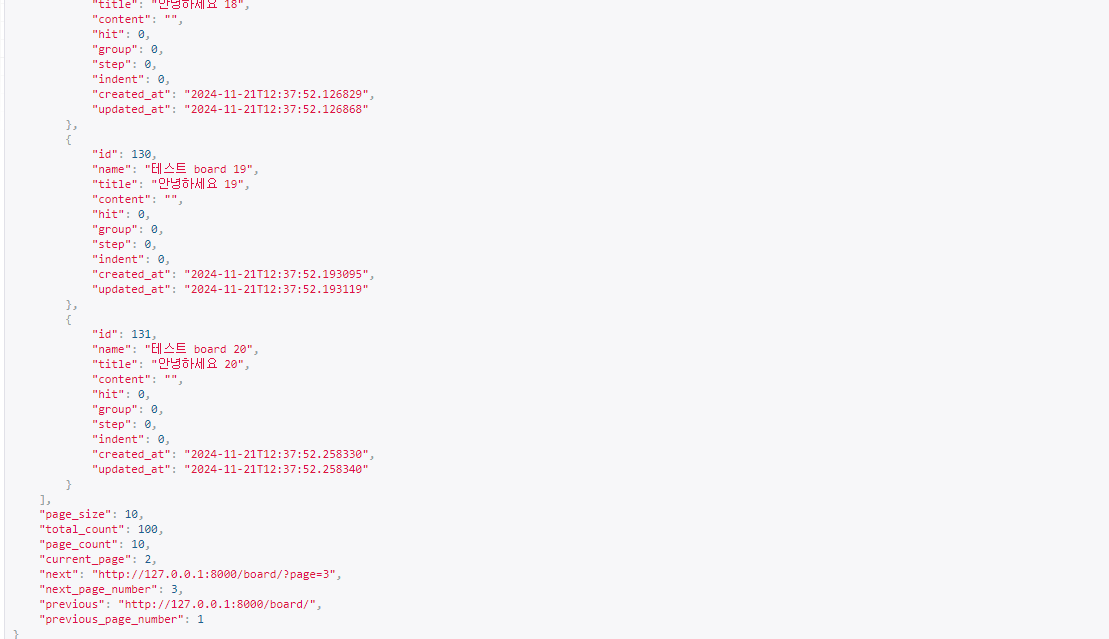 "title": "안녕하세요 18",
"content": "",
"hit": 0,
"group": 0,
"step": 0,
"indent": 0,
"created_at": "2024-11-21T12:37:52.126829",
"updated_at": "2024-11-21T12:37:52.126868"
},
{
"id": 130,
"name": "테스트 board 19",
"title": "안녕하세요 19",
"content": "",
"hit": 0,
"group": 0,
"step": 0,
"indent": 0,
"created_at": "2024-11-21T12:37:52.193095",
"updated_at": "2024-11-21T12:37:52.193119"
},
{
"id": 131,
"name": "테스트 board 20",
"title": "안녕하세요 20",
"content": "",
"hit": 0,
"group": 0,
"step": 0,
"indent": 0,
"created_at": "2024-11-21T12:37:52.258330",
"updated_at": "2024-11-21T12:37:52.258340"
}
],
"page_size": 10,
"total_count": 100,
"page_count": 10,
"current_page": 2,
"next": "http://127.0.0.1:8000/board/?page=3",
"next_page_number": 3,
"previous": "http://127.0.0.1:8000/board/",
"previous_page_number": 1
}